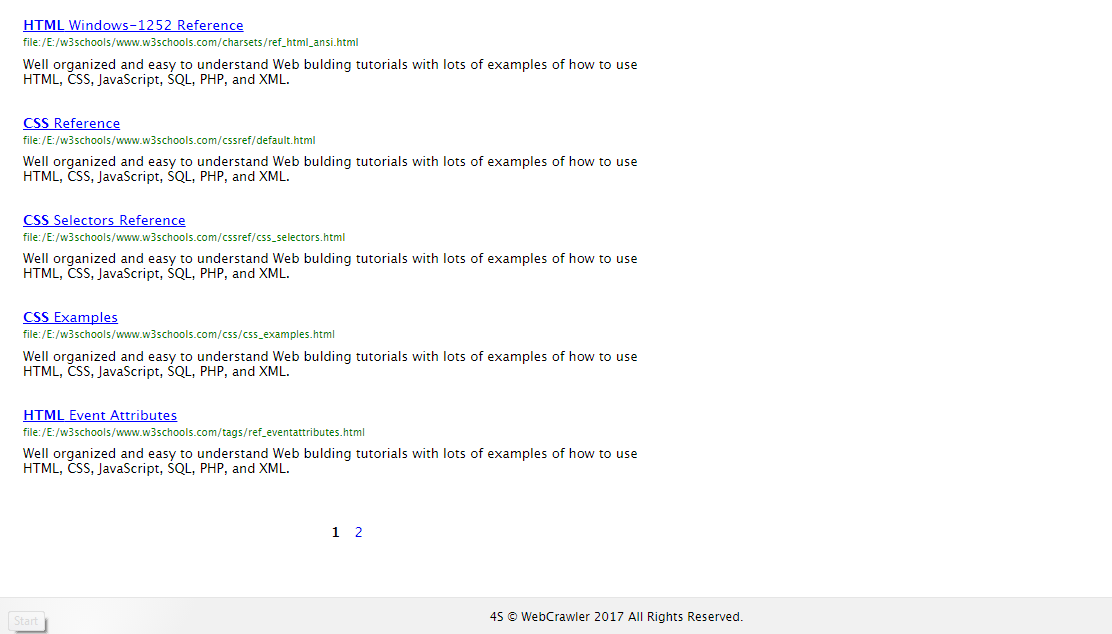 HTML Windows-1252 Reference
file:/E:/w3schools/www.w3schools.com/charsets/ref_html_ansi.html
Well organized and easy to understand Web bulding tutorials with lots of examples of how to use
HTML, CSS, JavaScript, SQL, PHP, and XML.
CSS Reference
file:/E:/w3schools/www.w3schools.com/cssref/default.html
Well organized and easy to understand Web bulding tutorials with lots of examples of how to use
HTML, CSS, JavaScript, SQL, PHP, and XML.
CSS Selectors Reference
file:/E:/w3schools/www.w3schools.com/cssref/css_selectors.html
Well organized and easy to understand Web bulding tutorials with lots of examples of how to use
HTML, CSS, JavaScript, SQL, PHP, and XML.
CSS Examples
file:/E:/w3schools/www.w3schools.com/css/css_examples.html
Well organized and easy to understand Web bulding tutorials with lots of examples of how to use
HTML, CSS, JavaScript, SQL, PHP, and XML.
HTML Event Attributes
file:/E:/w3schools/www.w3schools.com/tags/ref_eventattributes.html
Well organized and easy to understand Web bulding tutorials with lots of examples of how to use
HTML, CSS, JavaScript, SQL, PHP, and XML.
1 2
4S © WebCrawler 2017 All Rights Reserved.
Start